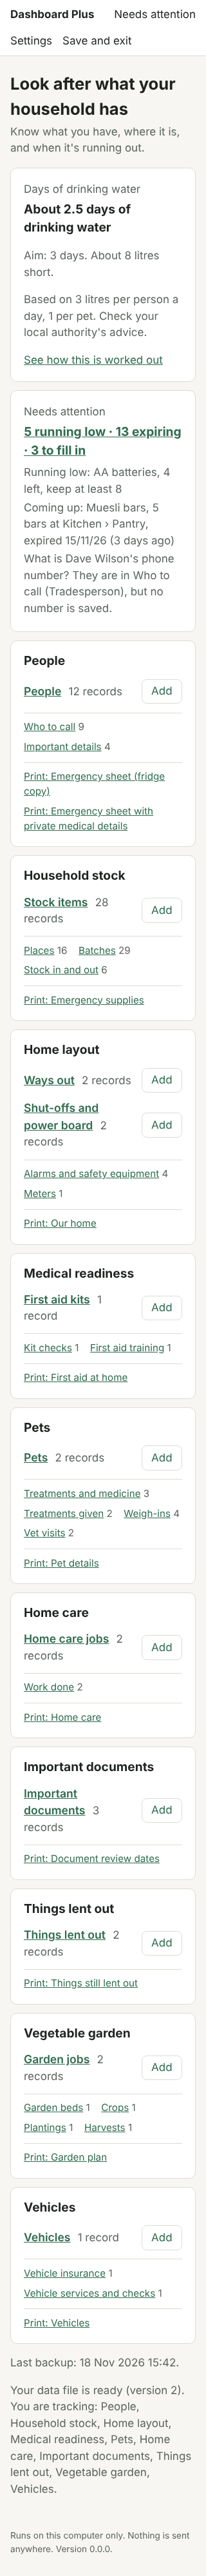 Dashboard Plus Needs attention
Settings Save and exit
Look after what your
household has
Know what you have, where it is,
and when it's running out.
Days of drinking water
About 2.5 days of
drinking water
Aim: 3 days. About 8 litres
short.
Based on 3 litres per person a
day, 1 per pet. Check your
local authority's advice.
See how this is worked out
Needs attention
5 running low · 13 expiring
· 3 to fill in
Running low: AA batteries, 4
left, keep at least 8
Coming up: Muesli bars, 5
bars at Kitchen › Pantry,
expired 15/11/26 (3 days ago)
What is Dave Wilson's phone
number? They are in Who to
call (Tradesperson), but no
number is saved.
People
People 12 records Add
Who to call 9
Important details 4
Print: Emergency sheet (fridge
copy)
Print: Emergency sheet with
private medical details
Household stock
Stock items 28
records Add
Places 16 Batches 29
Stock in and out 6
Print: Emergency supplies
Home layout
Ways out 2 records Add
Shut-offs and
power board 2
records Add
Alarms and safety equipment 4
Meters 1
Print: Our home
Medical readiness
First aid kits 1
record Add
Kit checks 1 First aid training 1
Print: First aid at home
Pets
Pets 2 records Add
Treatments and medicine 3
Treatments given 2 Weigh-ins 4
Vet visits 2
Print: Pet details
Home care
Home care jobs 2
records Add
Work done 2
Print: Home care
Important documents
Important
documents 3
records Add
Print: Document review dates
Things lent out
Things lent out 2
records Add
Print: Things still lent out
Vegetable garden
Garden jobs 2
records Add
Garden beds 1 Crops 1
Plantings 1 Harvests 1
Print: Garden plan
Vehicles
Vehicles 1 record Add
Vehicle insurance 1
Vehicle services and checks 1
Print: Vehicles
Last backup: 18 Nov 2026 15:42.
Your data file is ready (version 2).
You are tracking: People,
Household stock, Home layout,
Medical readiness, Pets, Home
care, Important documents, Things
lent out, Vegetable garden,
Vehicles.
Runs on this computer only. Nothing is sent
anywhere. Version 0.0.0.